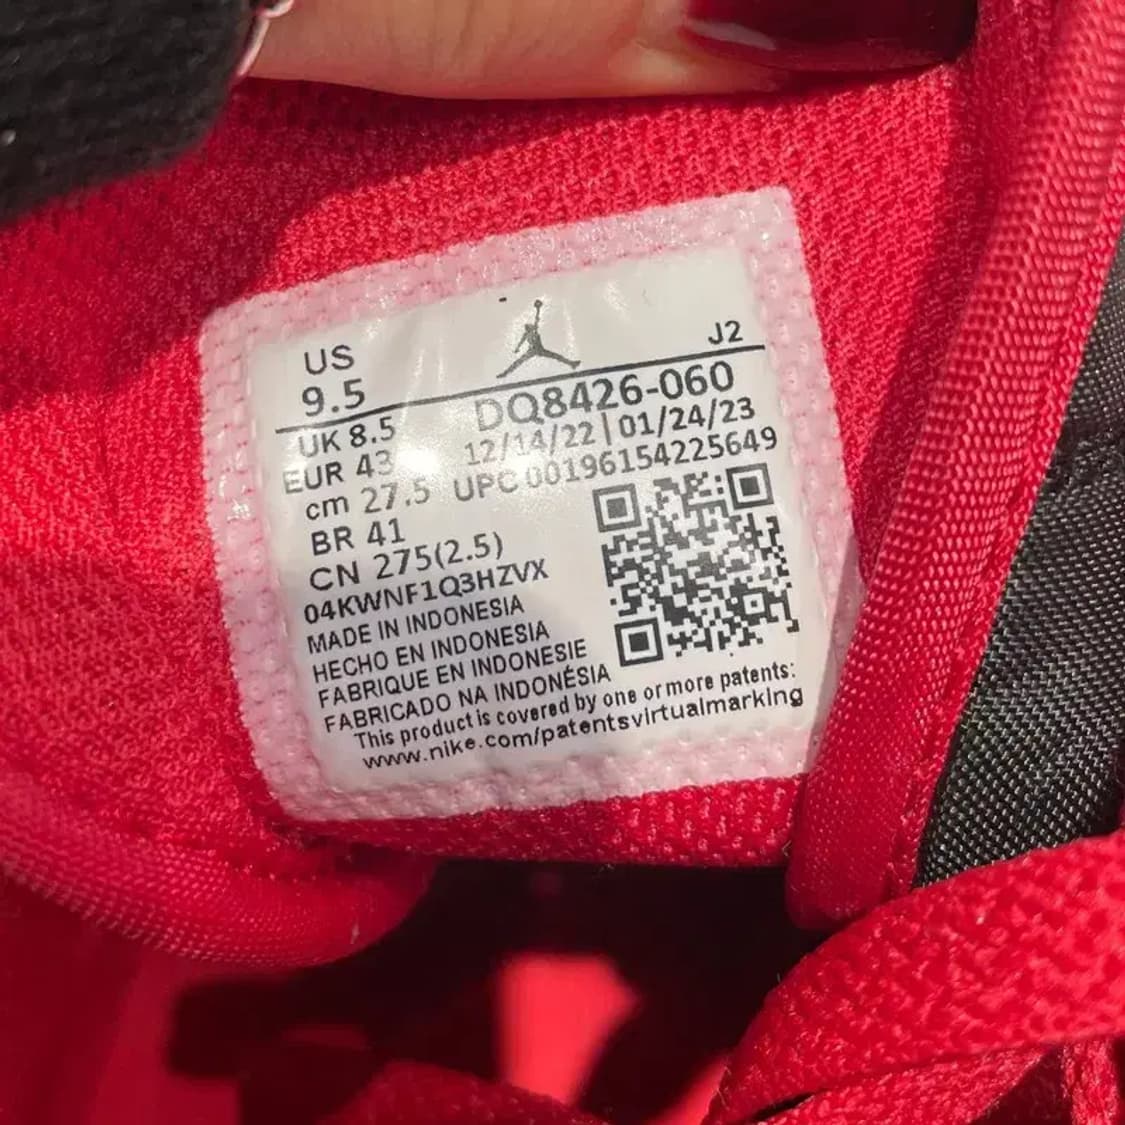 US
9.5
J2
UK 8.5
DQ8426-060
EUR 43
12/14/22 | 01/24/23
cm 27.5
UPC 00196154225649
BR 41
CN 275(2.5)
04KWNF1Q3HZVX
MADE IN INDONESIA
HECHO EN INDONESIA
FABRIQUE EN INDONESIE
FABRICADO NA INDONÉSIA
This product is covered by one or more patents:
www.nike.com/patentsvirtualmarking